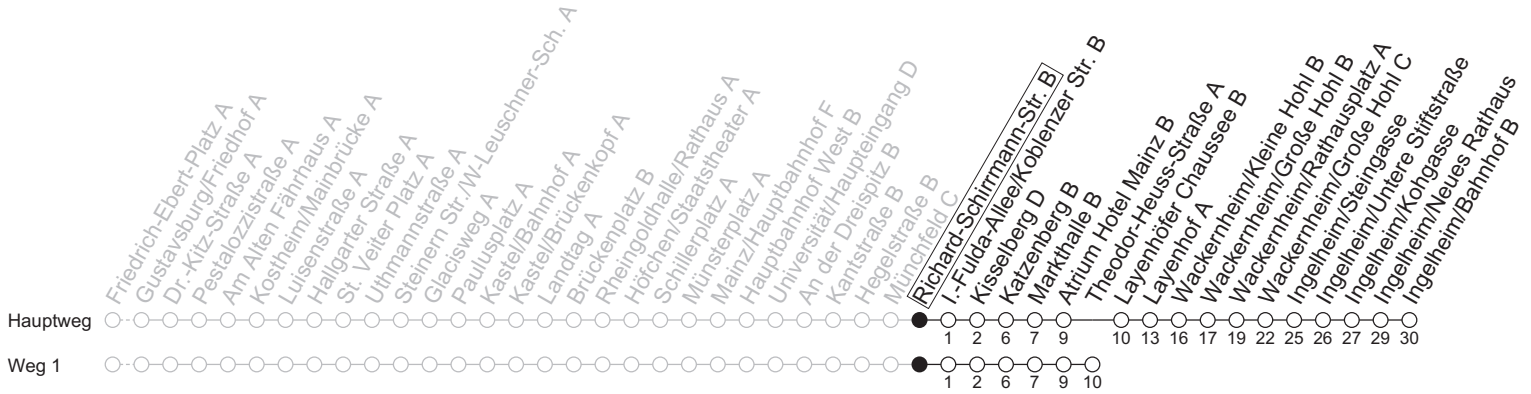 Friedrich-Ebert-Platz A
Gustavsburg/Friedhof A
Dr.-Kitz-Straße A
Pestalozzistraße A
Am Alten Fährhaus A
Kostheim/Mainbrücke A
Luisenstraße A
Hallgarter Straße A
St. Veiter Platz A
Uthmannstraße A
Steinern Str./W-Leuschner-Sch. A
Glacisweg A
Paulusplatz A
Kastel/Bahnhof A
Kastel/Brückenkopf A
Landtag A
Brückenplatz B
Rheingoldhalle/Rathaus A
Höfchen/Staatstheater A
Schillerplatz A
Münsterplatz A
Mainz/Hauptbahnhof F
Hauptbahnhof West B
Universität/Haupteingang D
An der Dreispitz B
Kantstraße B
Hegelstraße B
Münchfeld C
Richard-Schirrmann-Str. B
I.-Fulda-Allee/Koblenzer Str. B
Kisselberg D
Katzenberg B
Markthalle B
Atrium Hotel Mainz B
Theodor-Heuss-Straße A
Layenhöfer Chaussee B
Layenhof A
Wackernheim/Kleine Hohl B
Wackernheim/Große Hohl B
Wackernheim/Rathausplatz A
Wackernheim/Große Hohl C
Ingelheim/Steingasse
Ingelheim/Untere Stiftstraße
Ingelheim/Kohgasse
Ingelheim/Neues Rathaus
Ingelheim/Bahnhof B
Hauptweg
1 2 6 7 9 10 13 16 17 19 22 25 26 27 29 30
Weg 1
1 2 6 7 9 10